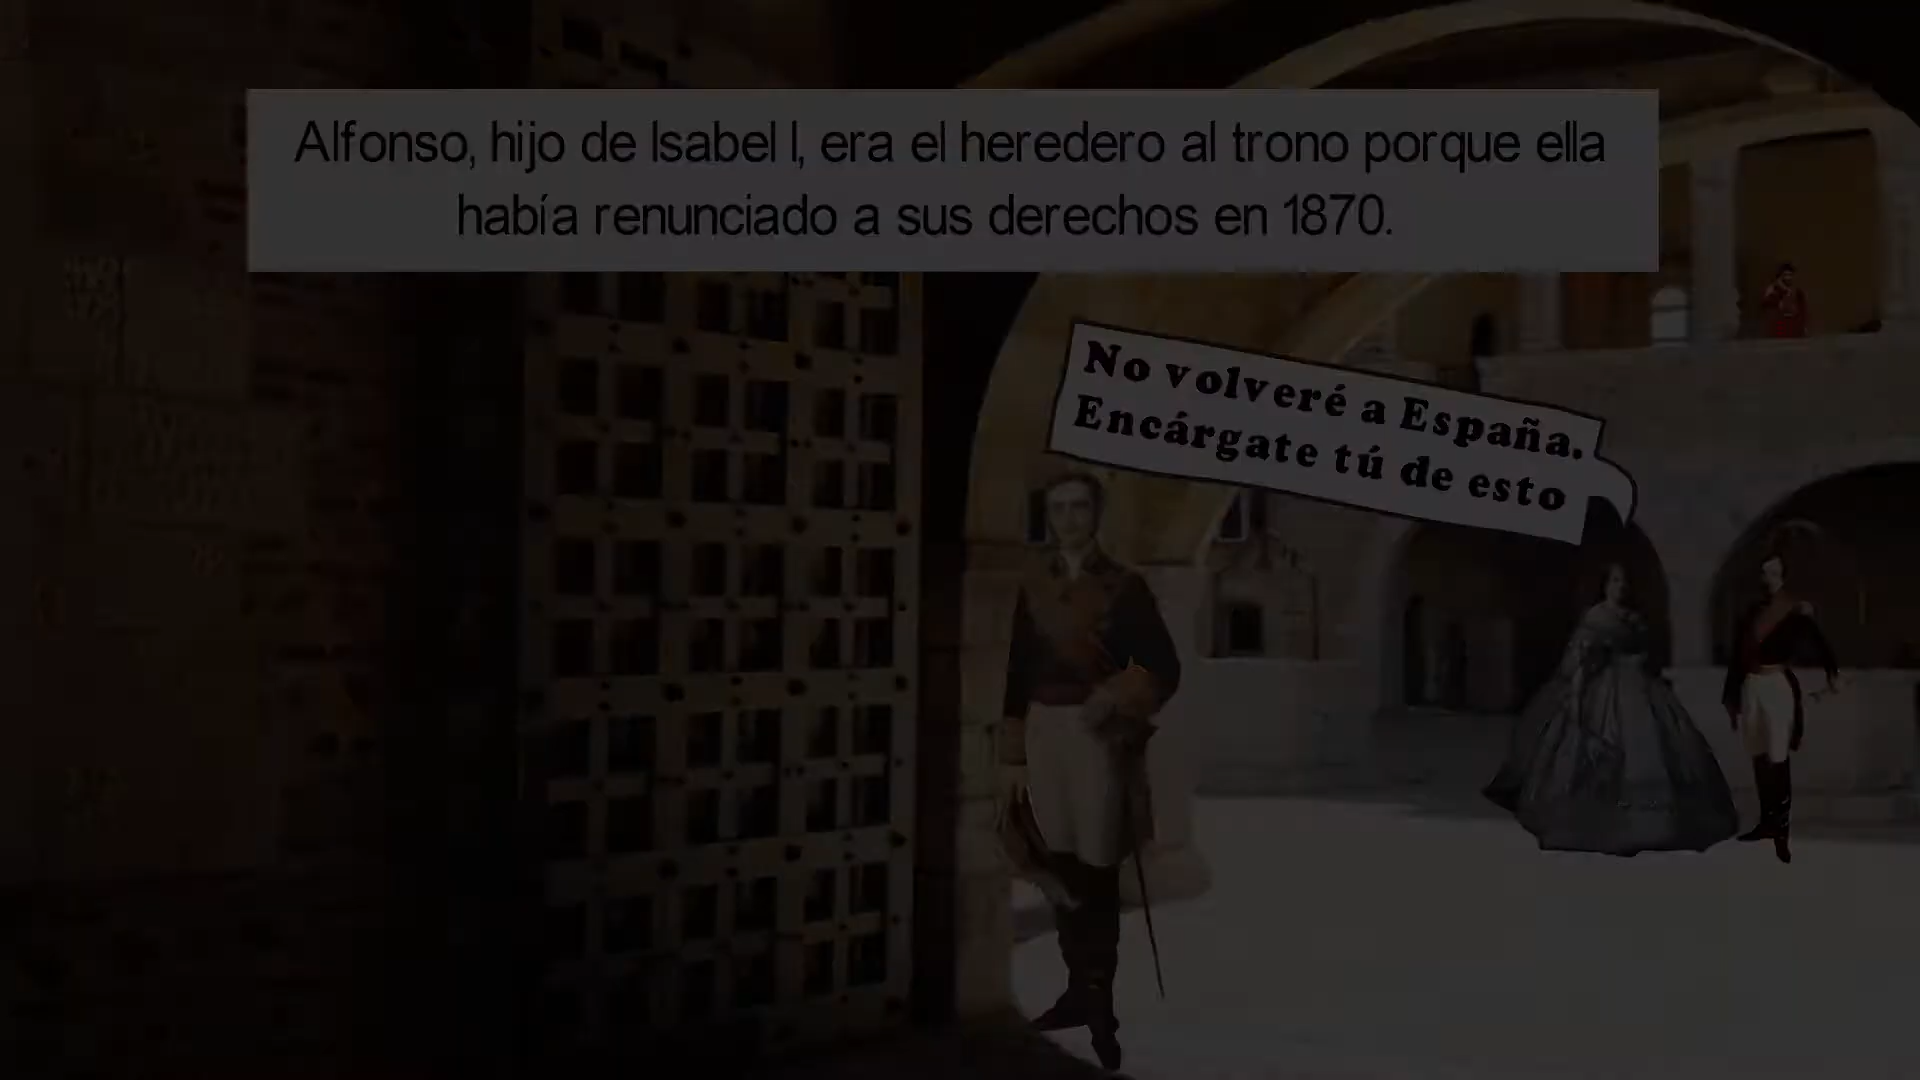 Alfonso, hijo de Isabel I, era el heredero al trono porque ella
había renunciado a sus derechos en 1870.
No volveré a España.
Encárgate tú de esto